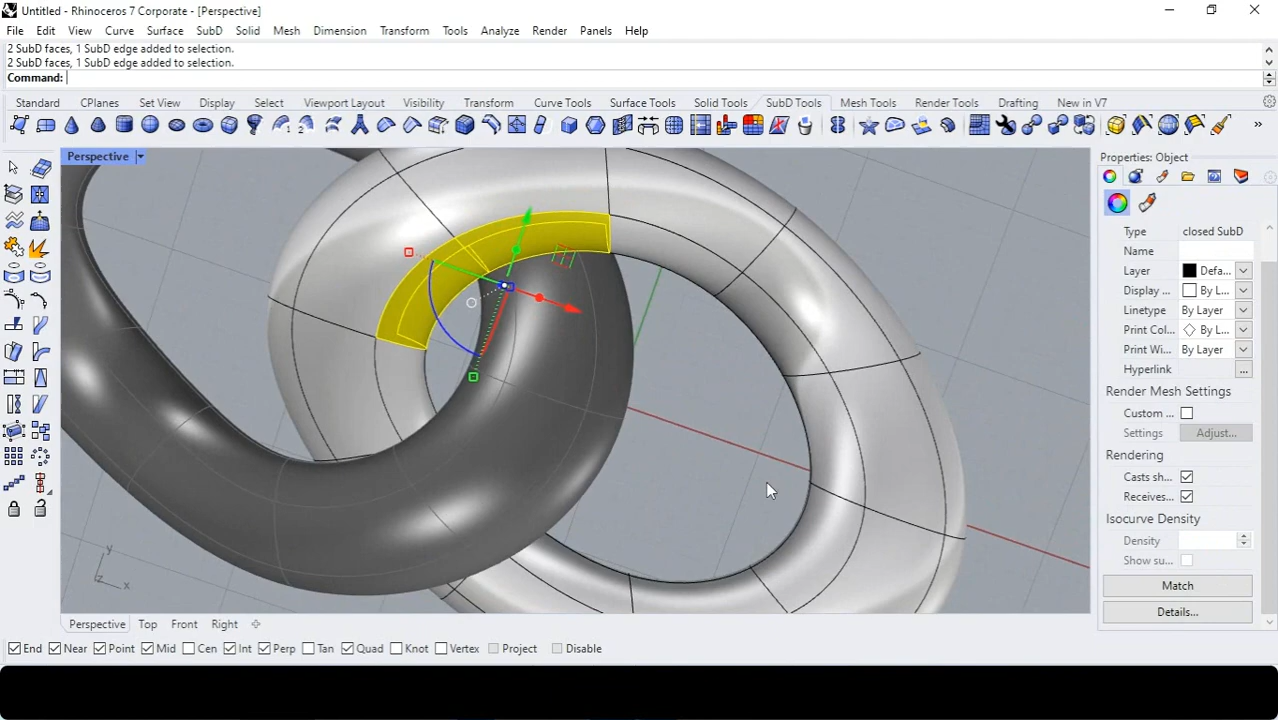 Untitled - Rhinoceros 7 Corporate - [Perspective]
File Edit View Curve Surface SubD Solid Mesh Dimension Transform Tools Analyze Render Panels Help
2 SubD faces, 1 SubD edge added to selection.
2 SubD faces, 1 SubD edge added to selection.
Command:
Standard CPlanes Set View Display Select Viewport Layout Visibility Transform Curve Tools Surface Tools Solid Tools SubD Tools Mesh Tools Render Tools Drafting New in V7
Perspective
Properties: Object
Type closed SubD
Name
Layer Defa...
Display ... By L...
Linetype By Layer
Print Col... By L...
Print Wi... By Layer
Hyperlink ...
Render Mesh Settings
Custom ...
Settings Adjust...
Rendering
Casts sh...
Receives...
Isocurve Density
Density
Show su...
Match
Details...
y
z x
Perspective Top Front Right
End Near Point Mid Cen Int Perp Tan Quad Knot Vertex Project Disable